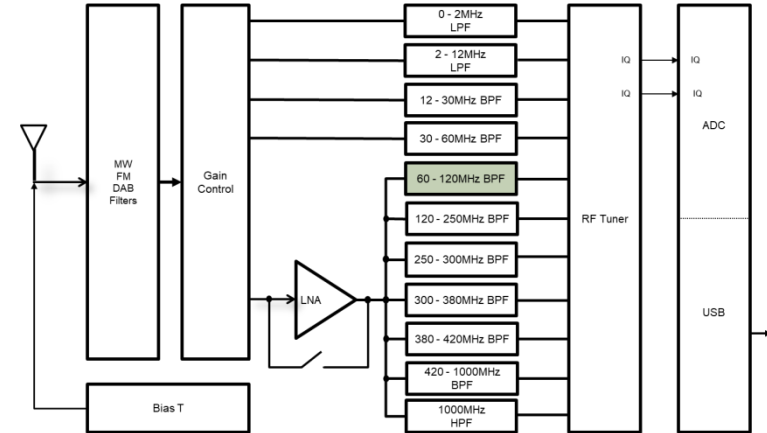 0 - 2MHz
LPF
2 - 12MHz
LPF
12 - 30MHz BPF
30 - 60MHz BPF
60 - 120MHz BPF
120 - 250MHz BPF
250 - 300MHz BPF
300 - 380MHz BPF
380 - 420MHz BPF
420 - 1000MHz
BPF
1000MHz
HPF
MW
FM
DAB
Filters
Gain
Control
LNA
Bias T
RF Tuner
IQ
IQ
IQ
IQ
ADC
USB